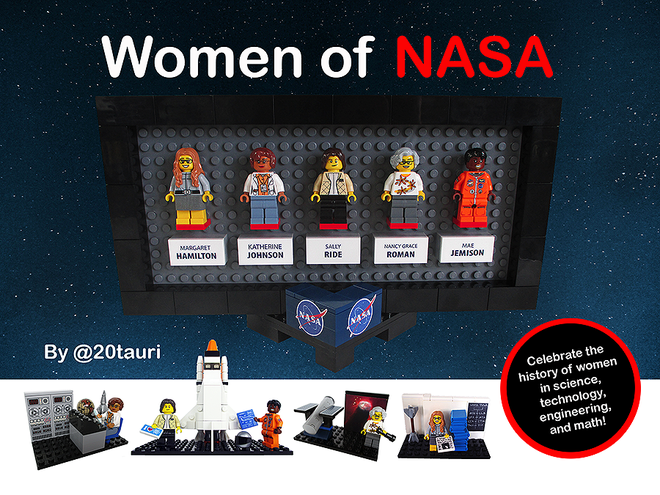 Women of NASA
MARGARET
HAMILTON
KATHERINE
JOHNSON
SALLY
RIDE
NANCY GRACE
ROMAN
MAE
JEMISON
NASA
NASA
By @20tauri
Celebrate the
history of women
in science,
technology,
engineering,
and math!